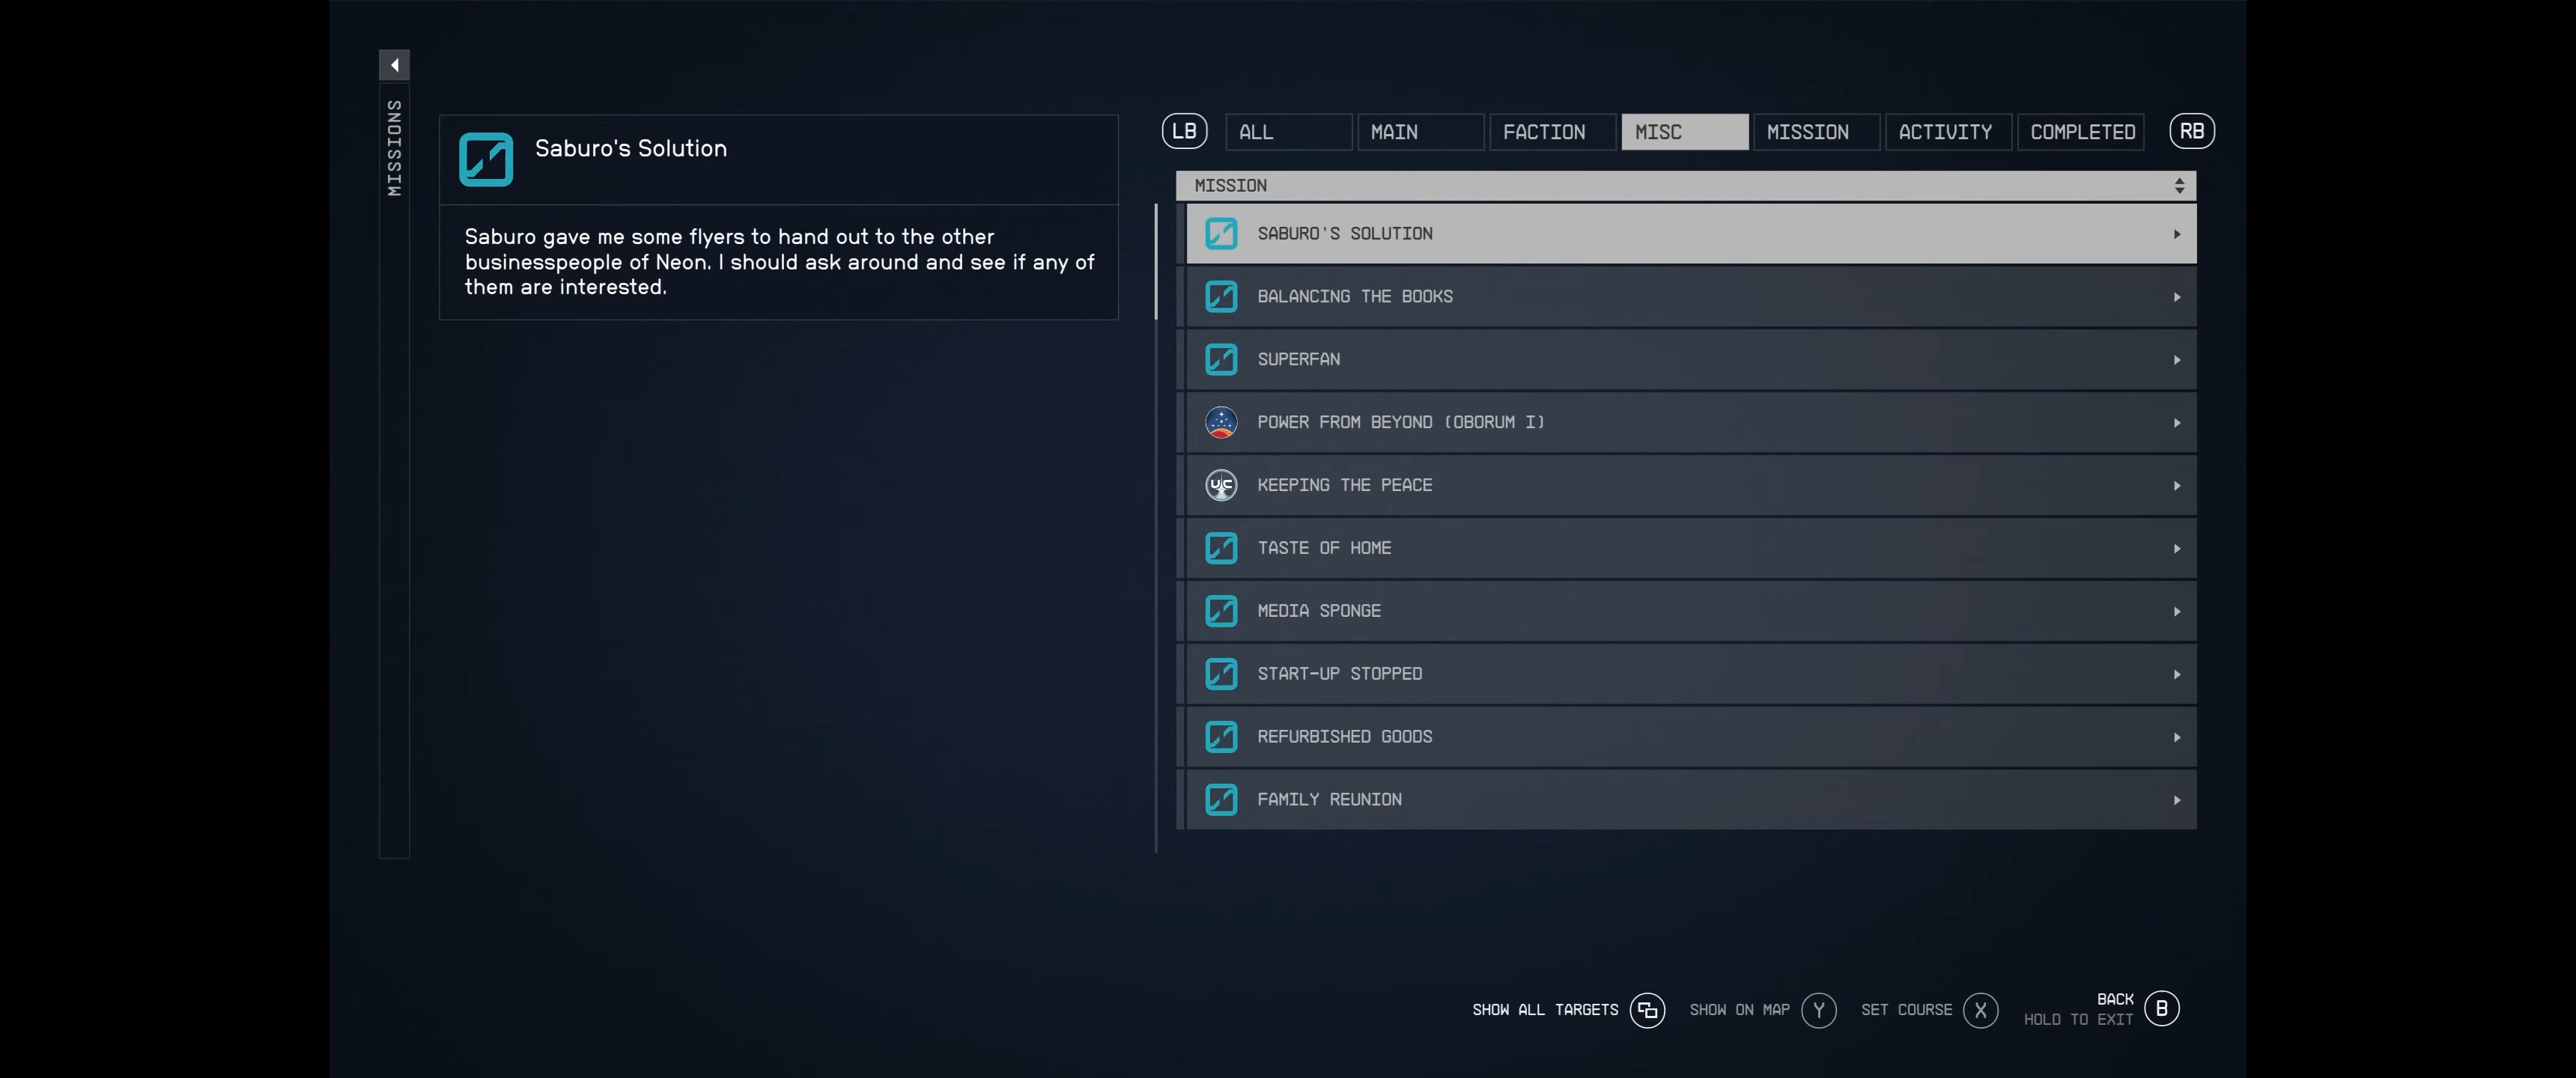 MISSIONS
Saburo's Solution
Saburo gave me some flyers to hand out to the other
businesspeople of Neon. I should ask around and see if any of
them are interested.
LB ALL MAIN FACTION MISC MISSION ACTIVITY COMPLETED RB
MISSION
SABURO'S SOLUTION
BALANCING THE BOOKS
SUPERFAN
POWER FROM BEYOND (OBORUM I)
UC KEEPING THE PEACE
TASTE OF HOME
MEDIA SPONGE
START-UP STOPPED
REFURBISHED GOODS
FAMILY REUNION
SHOW ALL TARGETS SHOW ON MAP Y SET COURSE X BACK B
HOLD TO EXIT